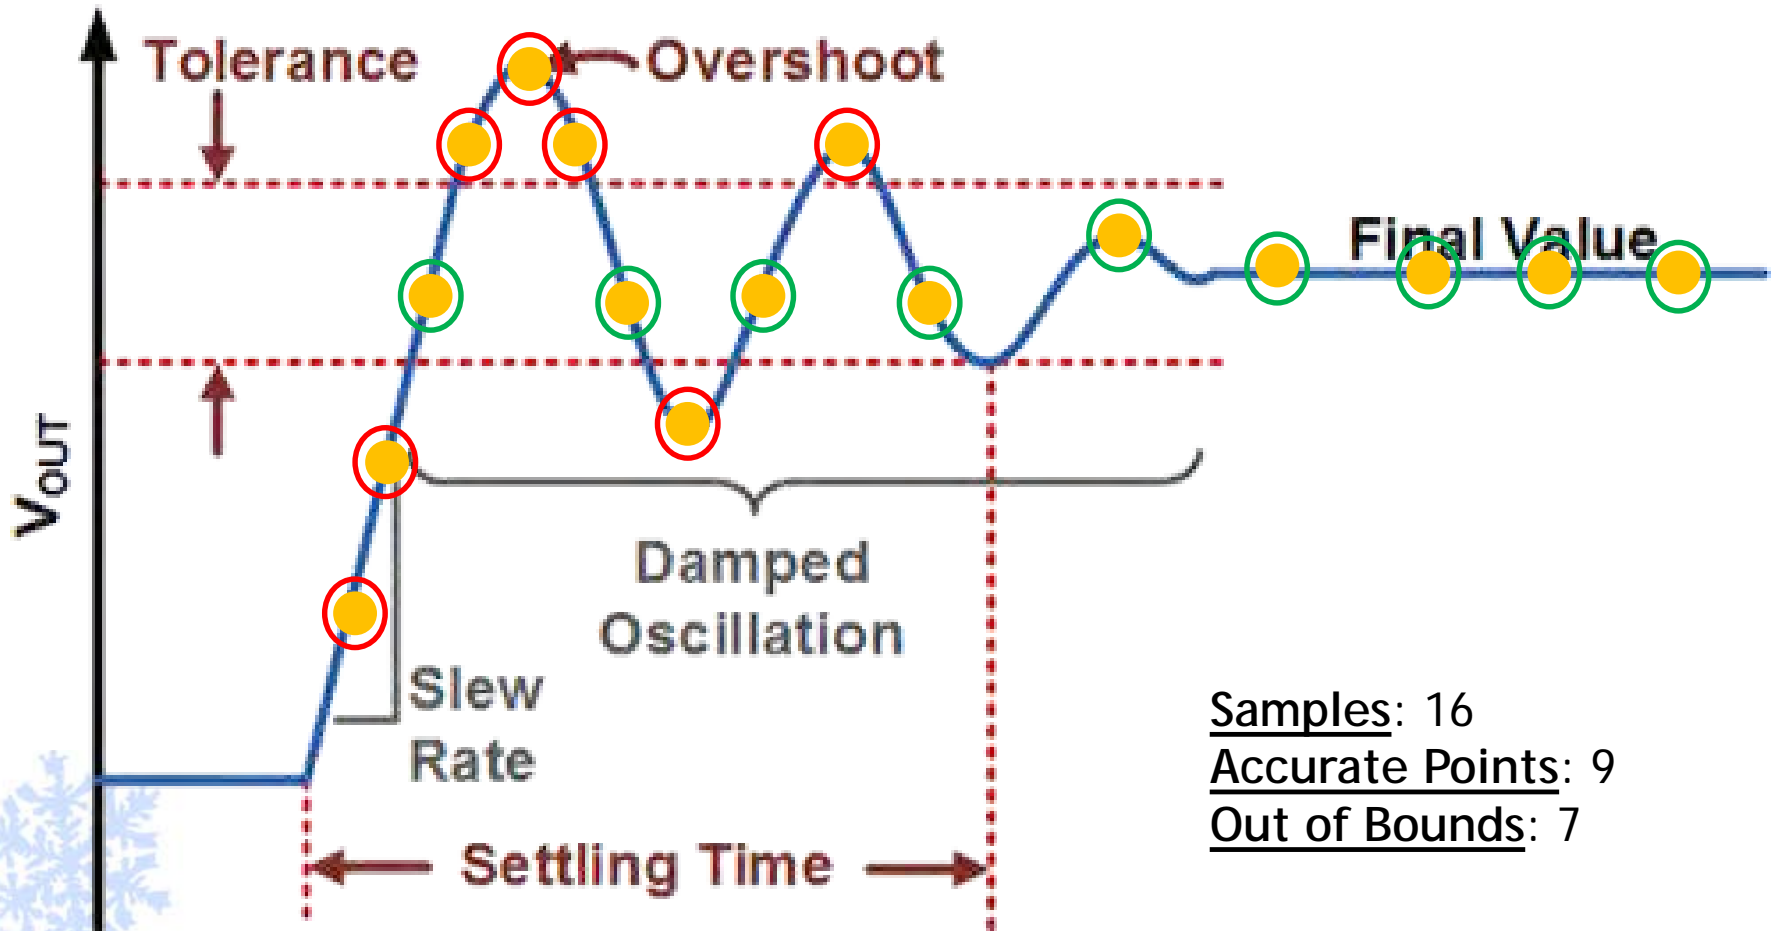 Tolerance
Overshoot
Final Value
VOUT
Damped
Oscillation
Slew
Rate
Samples: 16
Accurate Points: 9
Out of Bounds: 7
Settling Time